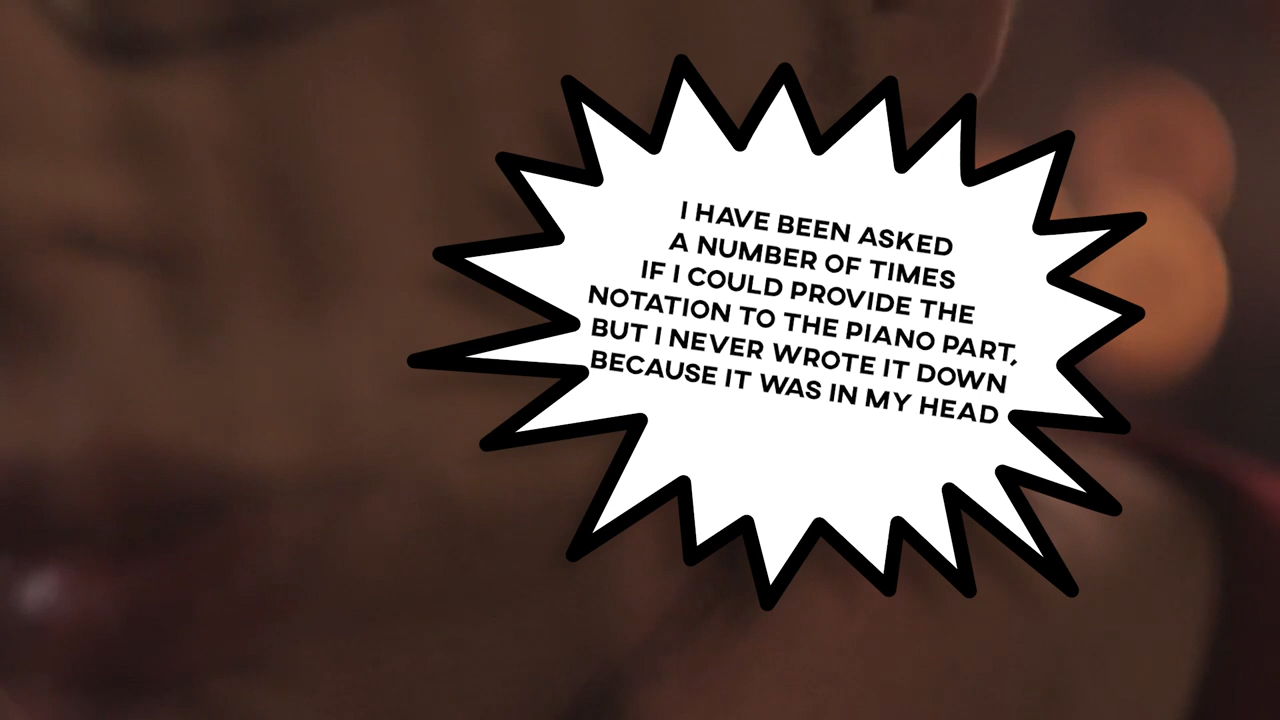 I HAVE BEEN ASKED
A NUMBER OF TIMES
IF I COULD PROVIDE THE
NOTATION TO THE PIANO PART,
BUT I NEVER WROTE IT DOWN
BECAUSE IT WAS IN MY HEAD